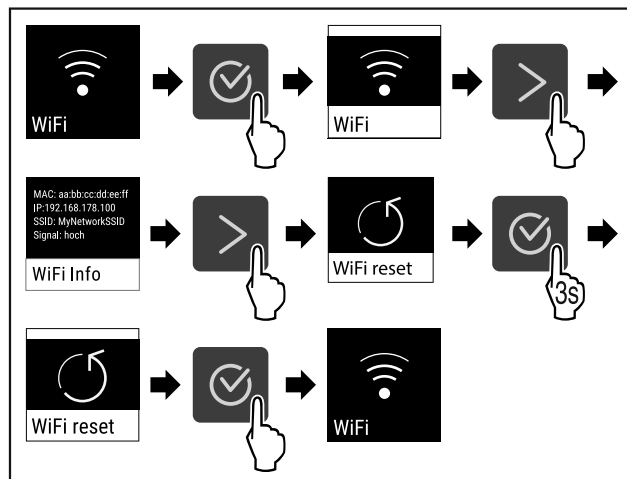 WiFi
WiFi
MAC: aa:bb:cc:dd:ee:ff
IP:192.168.178.100
SSID: MyNetworkSSID
Signal: hoch
WiFi Info
WiFi reset
3s
WiFi reset
WiFi